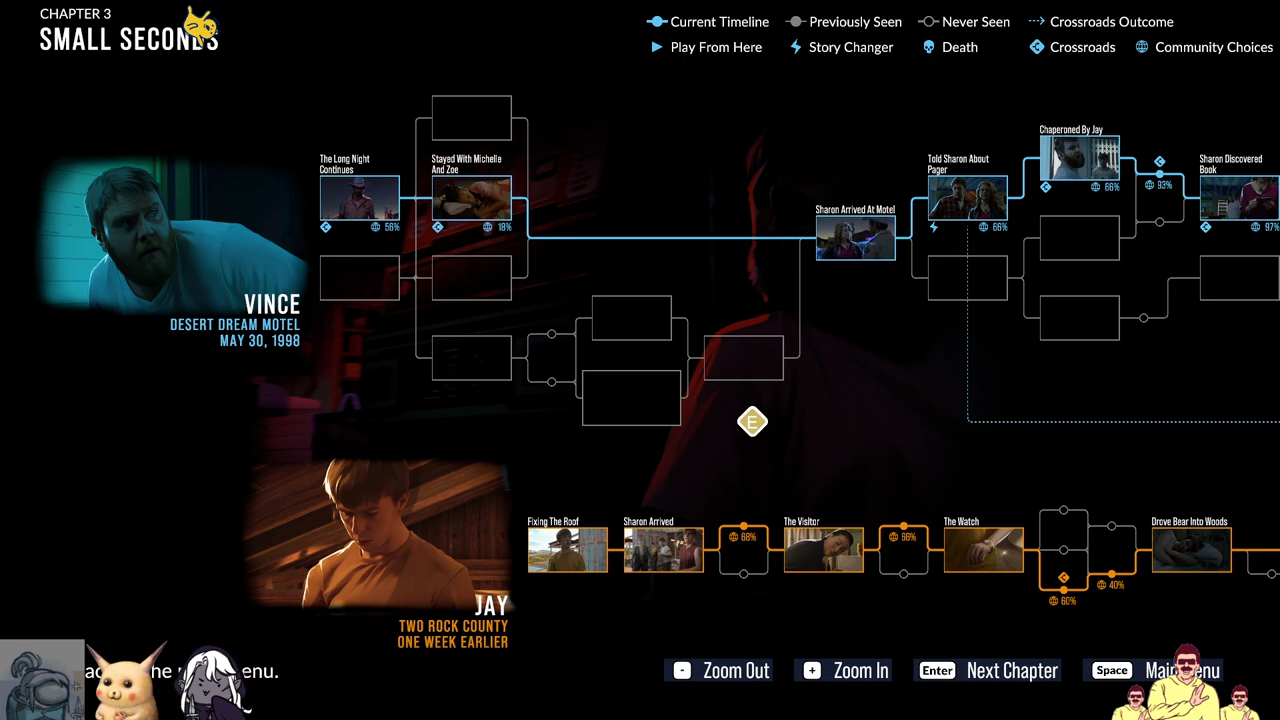 CHAPTER 3
SMALL SECONDS
Current Timeline
Previously Seen
Never Seen
Crossroads Outcome
Play From Here
Story Changer
Death
Crossroads
Community Choices
Chaperoned By Jay
The Long Night
Continues
Stayed With Michelle
And Zoe
Told Sharon About
Pager
Sharon Discovered
Book
66%
93%
Sharon Arrived At Motel
56%
18%
66%
97%
VINCE
DESERT DREAM MOTEL
MAY 30, 1998
E
Fixing The Roof
Sharon Arrived
The Visitor
The Watch
Drove Bear Into Woods
68%
66%
40%
60%
JAY
TWO ROCK COUNTY
ONE WEEK EARLIER
enu.
- Zoom Out
+ Zoom In
Enter Next Chapter
Space Main Menu